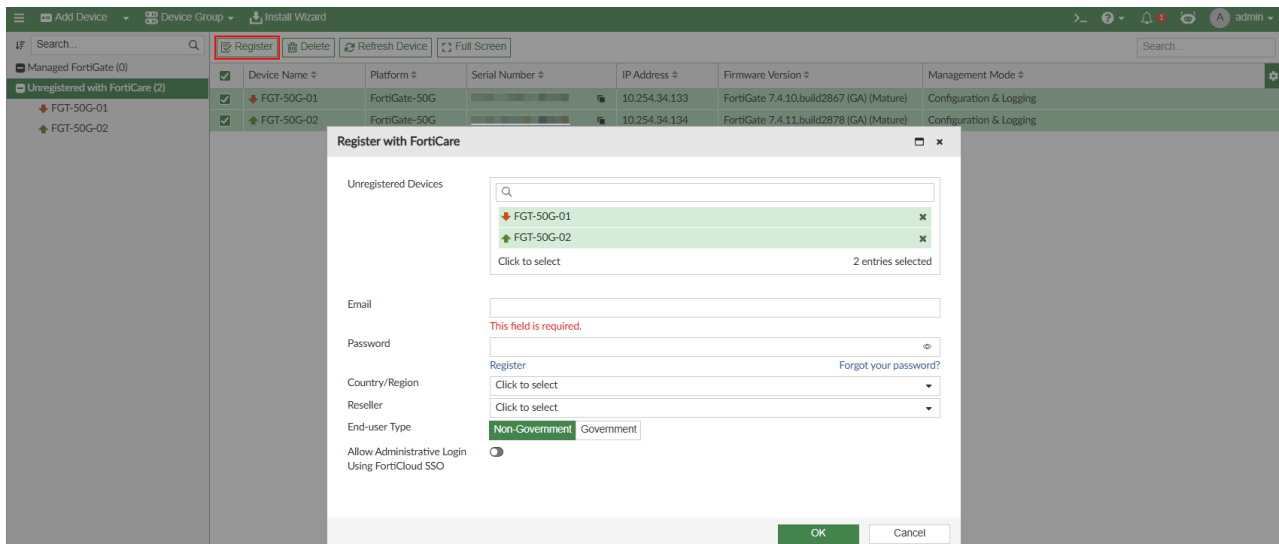 Add Device Device Group Install Wizard >_ ? 1 A admin
Search... Register Delete Refresh Device Full Screen Search...
Managed FortiGate (0)
Device Name Platform Serial Number IP Address Firmware Version Management Mode
Unregistered with FortiCare (2)
FGT-50G-01 FortiGate-50G 10.254.34.133 FortiGate 7.4.10,build2867 (GA) (Mature) Configuration & Logging
FGT-50G-01
FGT-50G-02 FortiGate-50G 10.254.34.134 FortiGate 7.4.11,build2878 (GA) (Mature) Configuration & Logging
FGT-50G-02
Register with FortiCare
Unregistered Devices
FGT-50G-01
FGT-50G-02
Click to select 2 entries selected
Email
This field is required.
Password
Register Forgot your password?
Country/Region Click to select
Reseller Click to select
End-user Type Non-Government Government
Allow Administrative Login
Using FortiCloud SSO
OK Cancel